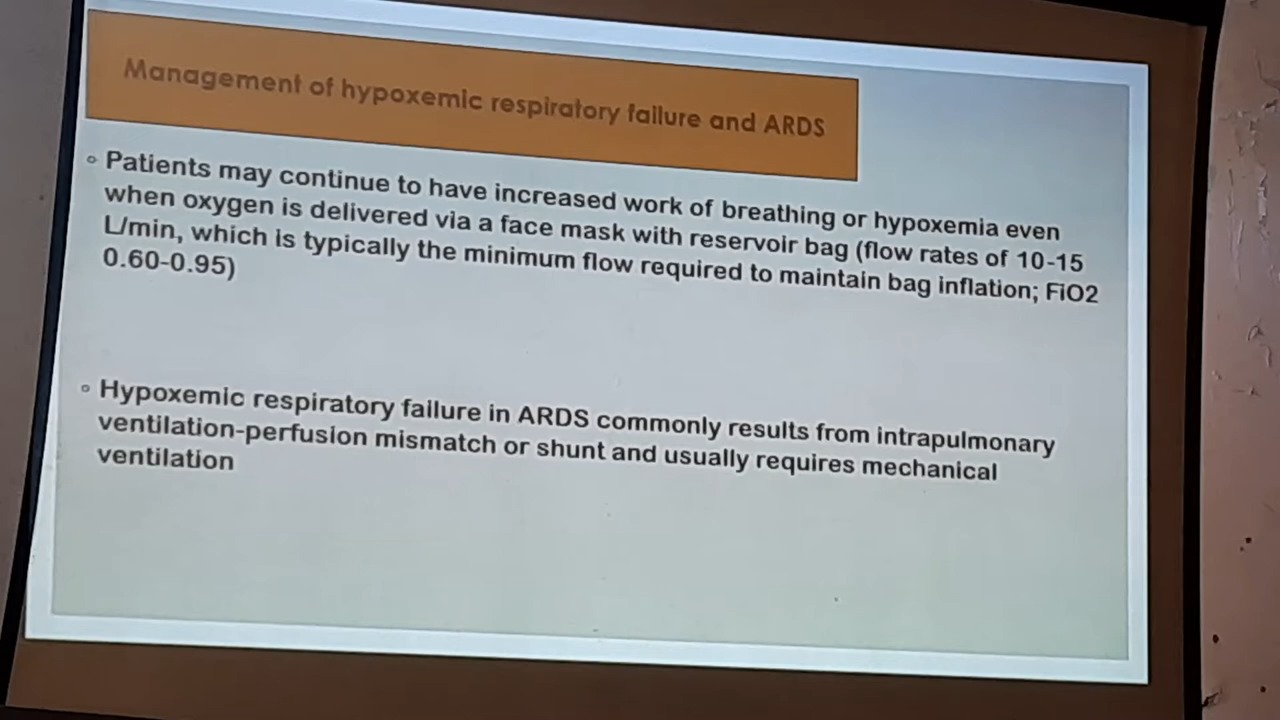 Management of hypoxemic respiratory failure and ARDS
◦ Patients may continue to have increased work of breathing or hypoxemia even
when oxygen is delivered via a face mask with reservoir bag (flow rates of 10-15
L/min, which is typically the minimum flow required to maintain bag inflation; FiO2
0.60-0.95)
◦ Hypoxemic respiratory failure in ARDS commonly results from intrapulmonary
ventilation-perfusion mismatch or shunt and usually requires mechanical
ventilation